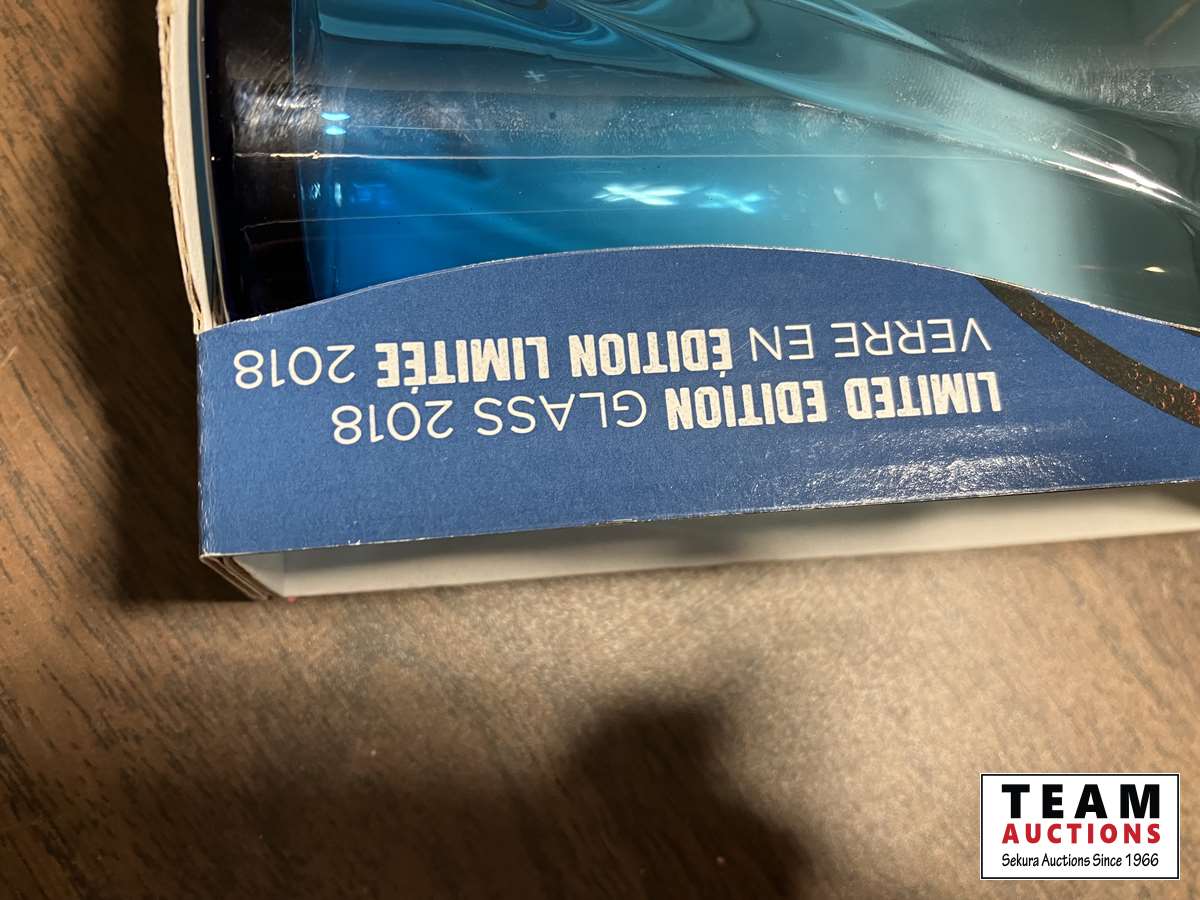 LIMITED EDITION GLASS 2018
VERRE EN ÉDITION LIMITÉE 2018
TEAM
AUCTIONS
Sekura Auctions Since 1966